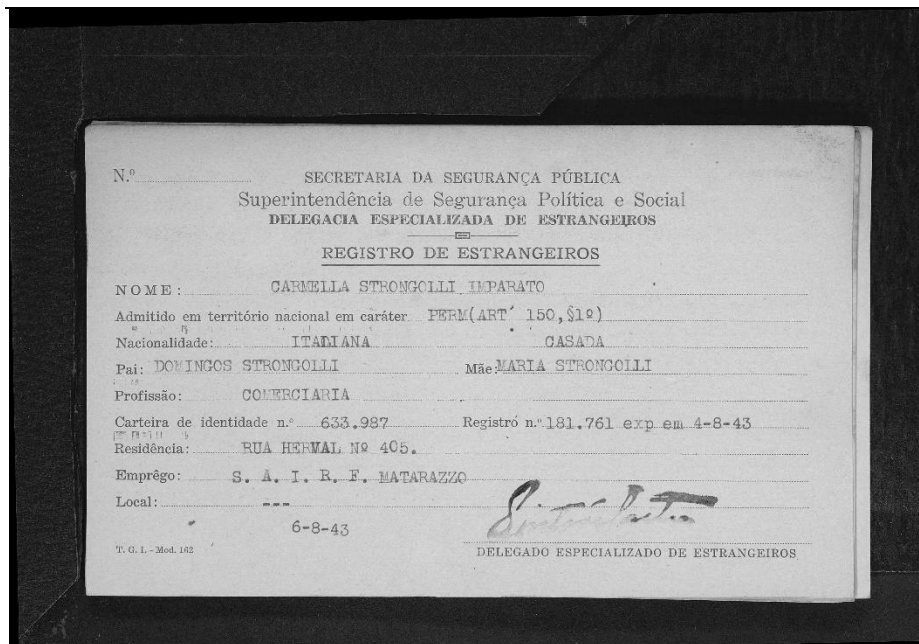 N.º
SECRETARIA DA SEGURANÇA PÚBLICA
Superintendência de Segurança Política e Social
DELEGACIA ESPECIALIZADA DE ESTRANGEIROS
REGISTRO DE ESTRANGEIROS
NOME: CARMELLA STRONGOLLI IMPARATO
Admitido em território nacional em caráter PERM(ART 150,§1º)
Nacionalidade: ITALIANA CASADA
Pai: DOMINGOS STRONGOLLI Mãe: MARIA STRONGOLLI
Profissão: COMERCIARIA
Carteira de identidade n.º 633.987 Registro n.º 181.761 exp em 4-8-43
Residência: RUA HERVAL Nº 405.
Emprêgo: S. A. I. R. F. MATARAZZO
Local: ---
6-8-43
T. G. I. - Mod. 162
DELEGADO ESPECIALIZADO DE ESTRANGEIROS